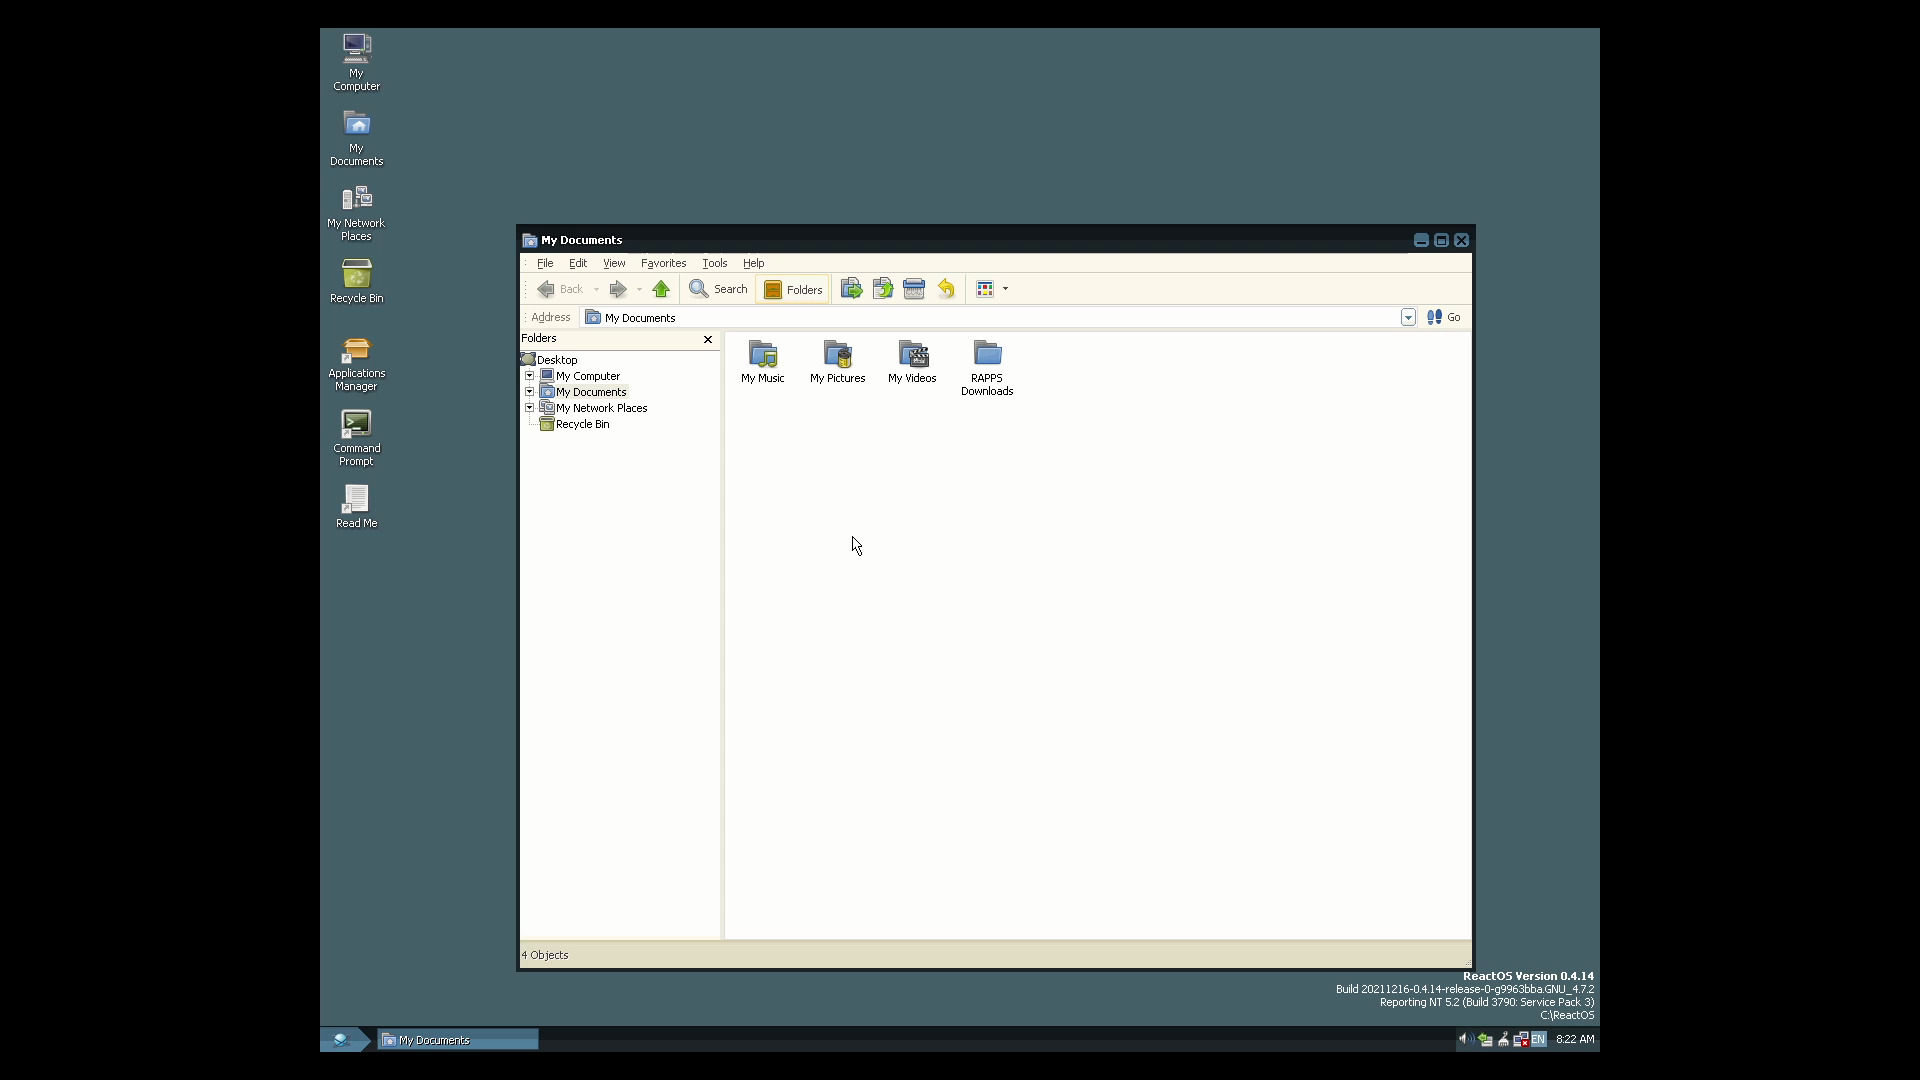 My
Computer
My
Documents
My Network
Places
Recycle Bin
Applications
Manager
Command
Prompt
Read Me
My Documents
File Edit View Favorites Tools Help
Back Search Folders
Address My Documents Go
Folders
Desktop
My Computer
My Documents
My Network Places
Recycle Bin
My Music
My Pictures
My Videos
RAPPS
Downloads
4 Objects
ReactOS Version 0.4.14
Build 20211216-0.4.14-release-0-g9963bba.GNU_4.7.2
Reporting NT 5.2 (Build 3790: Service Pack 3)
C:\ReactOS
My Documents
EN 8:22 AM